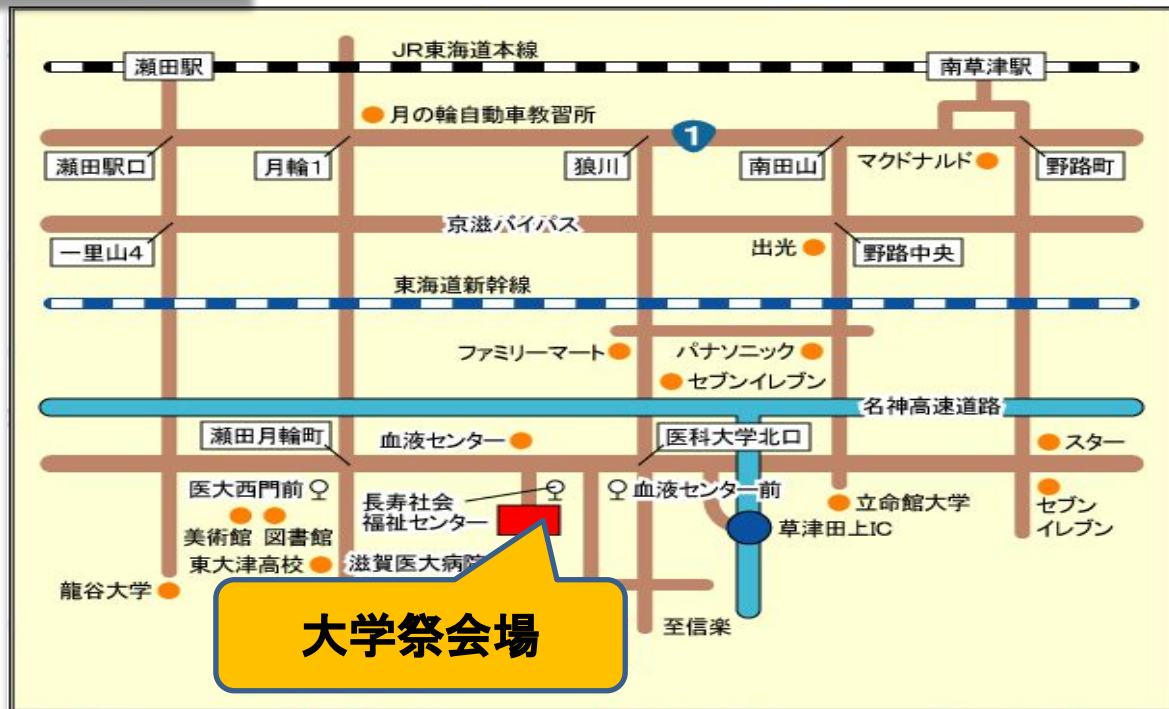 JR東海道本線
瀬田駅
南草津駅
月の輪自動車教習所
1
瀬田駅口
月輪1
狼川
南田山
マクドナルド
野路町
京滋バイパス
一里山4
出光
野路中央
東海道新幹線
ファミリーマート
パナソニック
セブンイレブン
名神高速道路
瀬田月輪町
血液センター
医科大学北口
スター
医大西門前
長寿社会
福祉センター
血液センター前
立命館大学
セブン
イレブン
美術館
図書館
草津田上IC
東大津高校
滋賀医大病院
龍谷大学
大学祭会場
至信楽